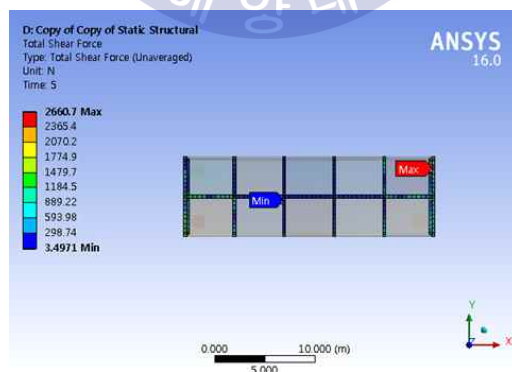 D: Copy of Copy of Static Structural
Total Shear Force
Type: Total Shear Force (Unaveraged)
Unit: N
Time: 5
ANSYS
16.0
2660.7 Max
2365.4
2070.2
1774.9
1479.7
1184.5
889.22
593.98
298.74
3.4971 Min
Max
Min
Y
X
Z
0.000
10.000 (m)
5.000